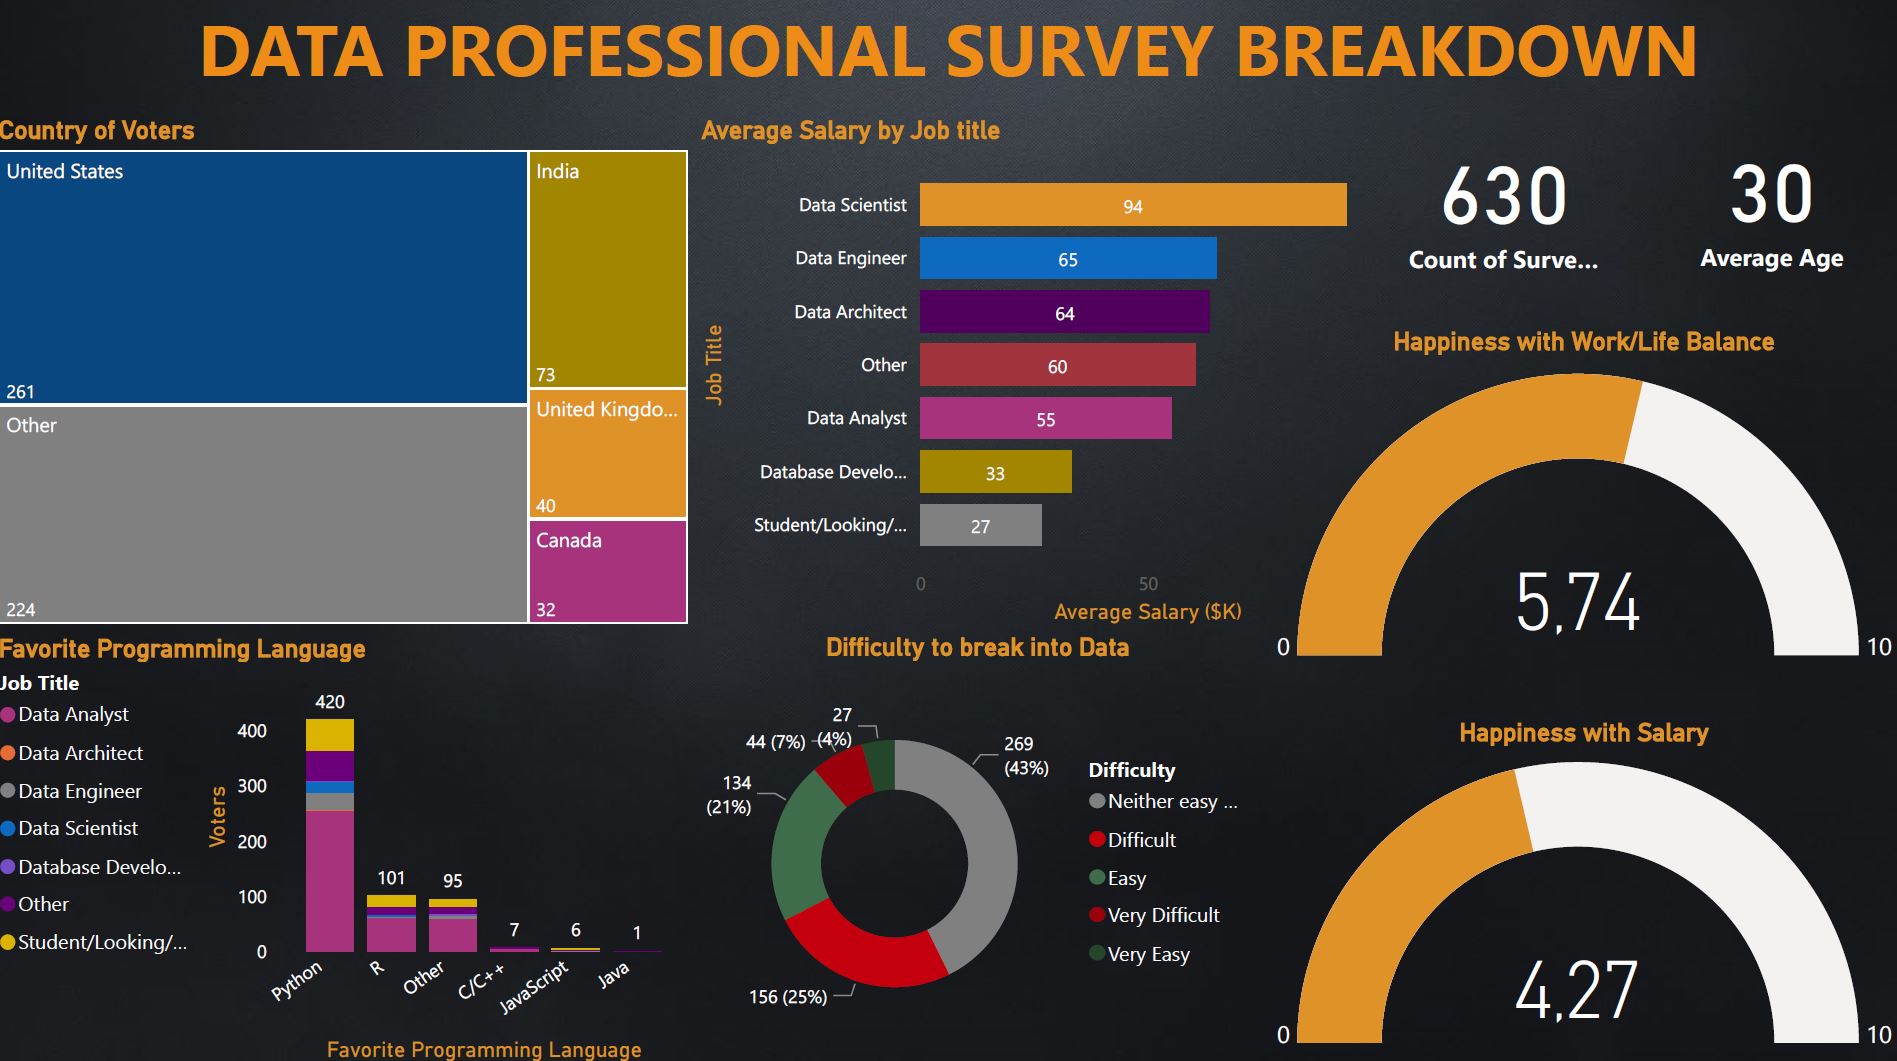 DATA PROFESSIONAL SURVEY BREAKDOWN
Country of Voters
United States
261
Other
224
India
73
United Kingdo...
40
Canada
32
Average Salary by Job title
Job Title
Data Scientist
94
Data Engineer
65
Data Architect
64
Other
60
Data Analyst
55
Database Develo...
33
Student/Looking/...
27
0
50
Average Salary ($K)
630
Count of Surve...
30
Average Age
Happiness with Work/Life Balance
5,74
0
10
Favorite Programming Language
Job Title
Data Analyst
Data Architect
Data Engineer
Data Scientist
Database Develo...
Other
Student/Looking/...
Voters
400
300
200
100
0
420
101
95
7
6
1
Python
R
Other
C/C++
JavaScript
Java
Favorite Programming Language
Difficulty to break into Data
27
(4%)
44 (7%)
134
(21%)
156 (25%)
269
(43%)
Difficulty
Neither easy ...
Difficult
Easy
Very Difficult
Very Easy
Happiness with Salary
4,27
0
10